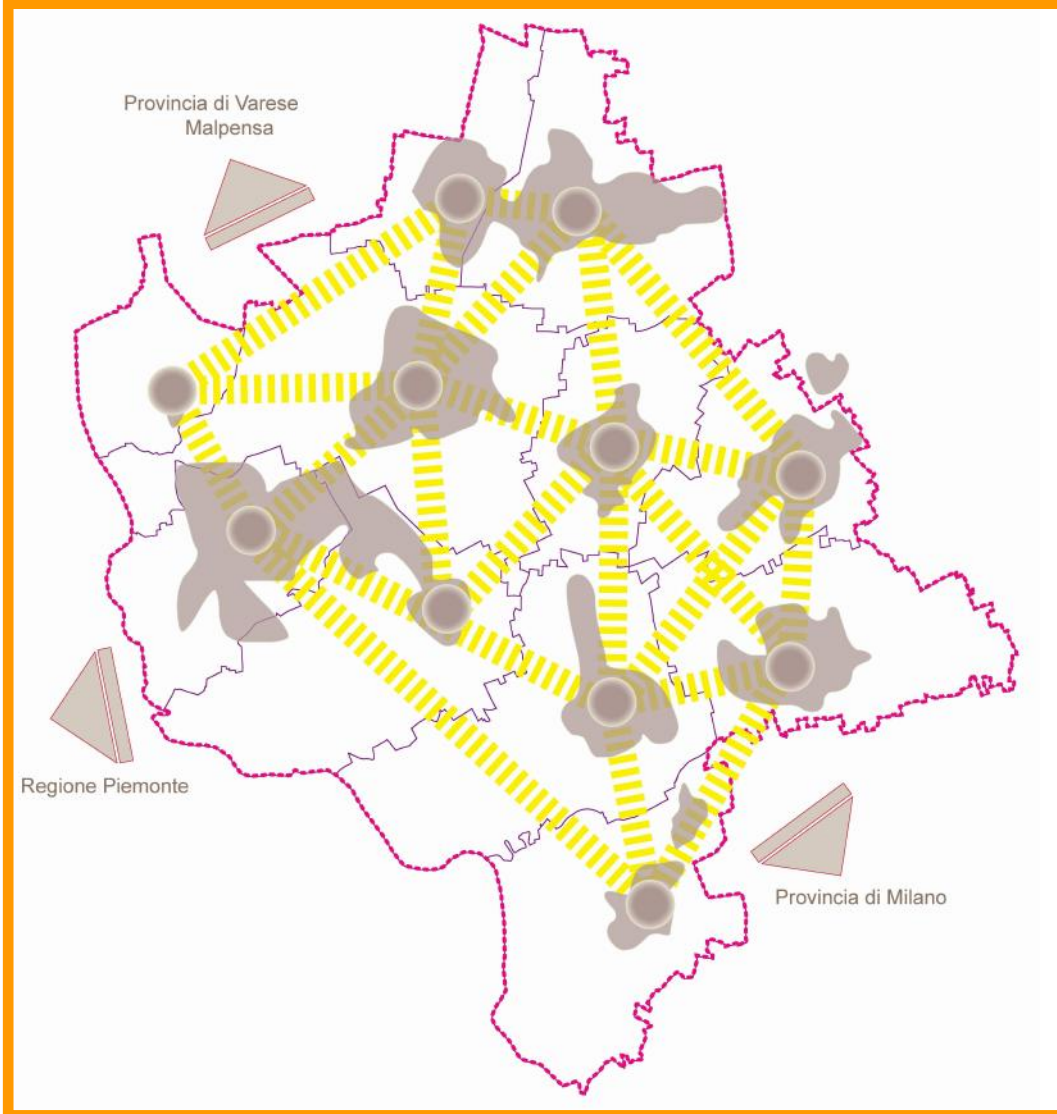 Provincia di Varese
Malpensa
Regione Piemonte
Provincia di Milano